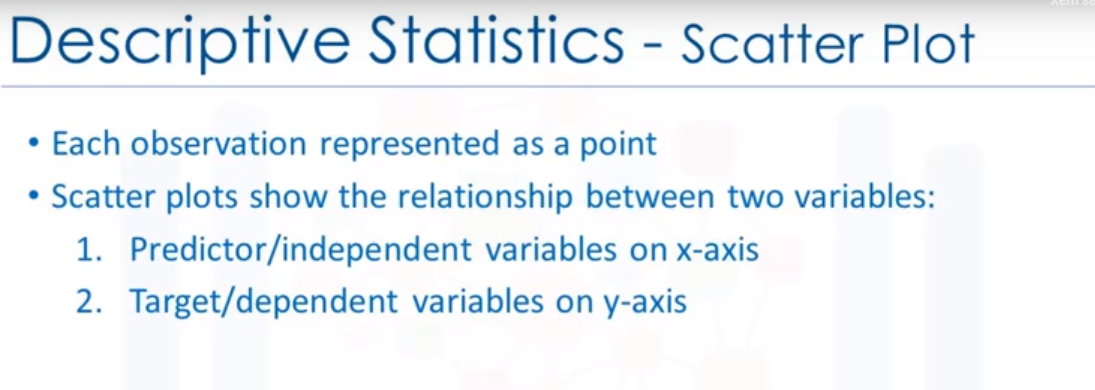 Descriptive Statistics - Scatter Plot
• Each observation represented as a point
• Scatter plots show the relationship between two variables:
1. Predictor/independent variables on x-axis
2. Target/dependent variables on y-axis